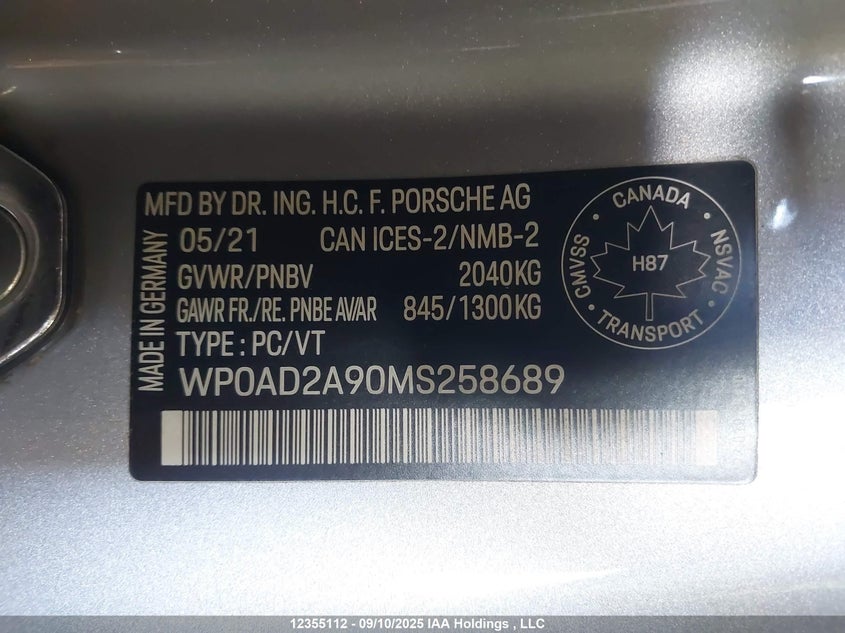 MFD BY DR. ING. H.C. F. PORSCHE AG
05/21 CAN ICES-2/NMB-2
GVWR/PNBV 2040KG
GAWR FR./RE. PNBE AV/AR 845/1300KG
TYPE : PC/VT
WP0AD2A90MS258689
MADE IN GERMANY
CANADA
CMVSS
NSVAC
H87
TRANSPORT
12355112 - 09/10/2025 IAA Holdings , LLC